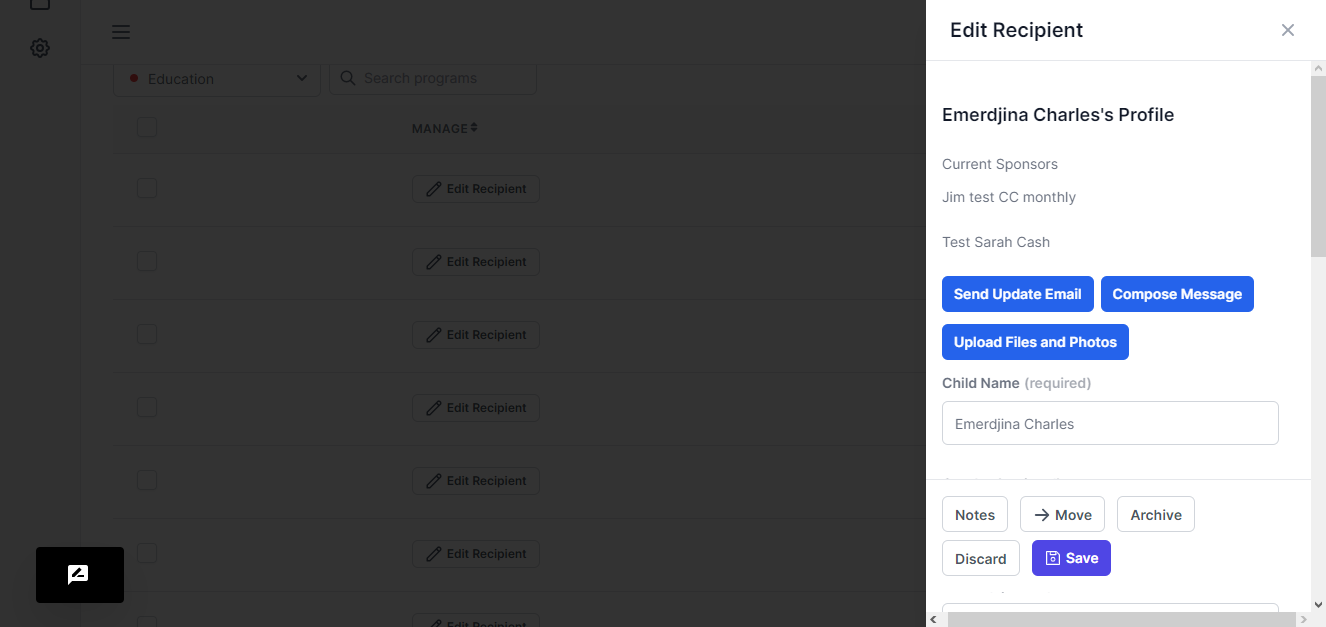 Edit Recipient
Education
Search programs
MANAGE
Edit Recipient
Edit Recipient
Edit Recipient
Edit Recipient
Edit Recipient
Edit Recipient
Edit Recipient
Emerdjina Charles's Profile
Current Sponsors
Jim test CC monthly
Test Sarah Cash
Send Update Email
Compose Message
Upload Files and Photos
Child Name (required)
Emerdjina Charles
Notes
Move
Archive
Discard
Save